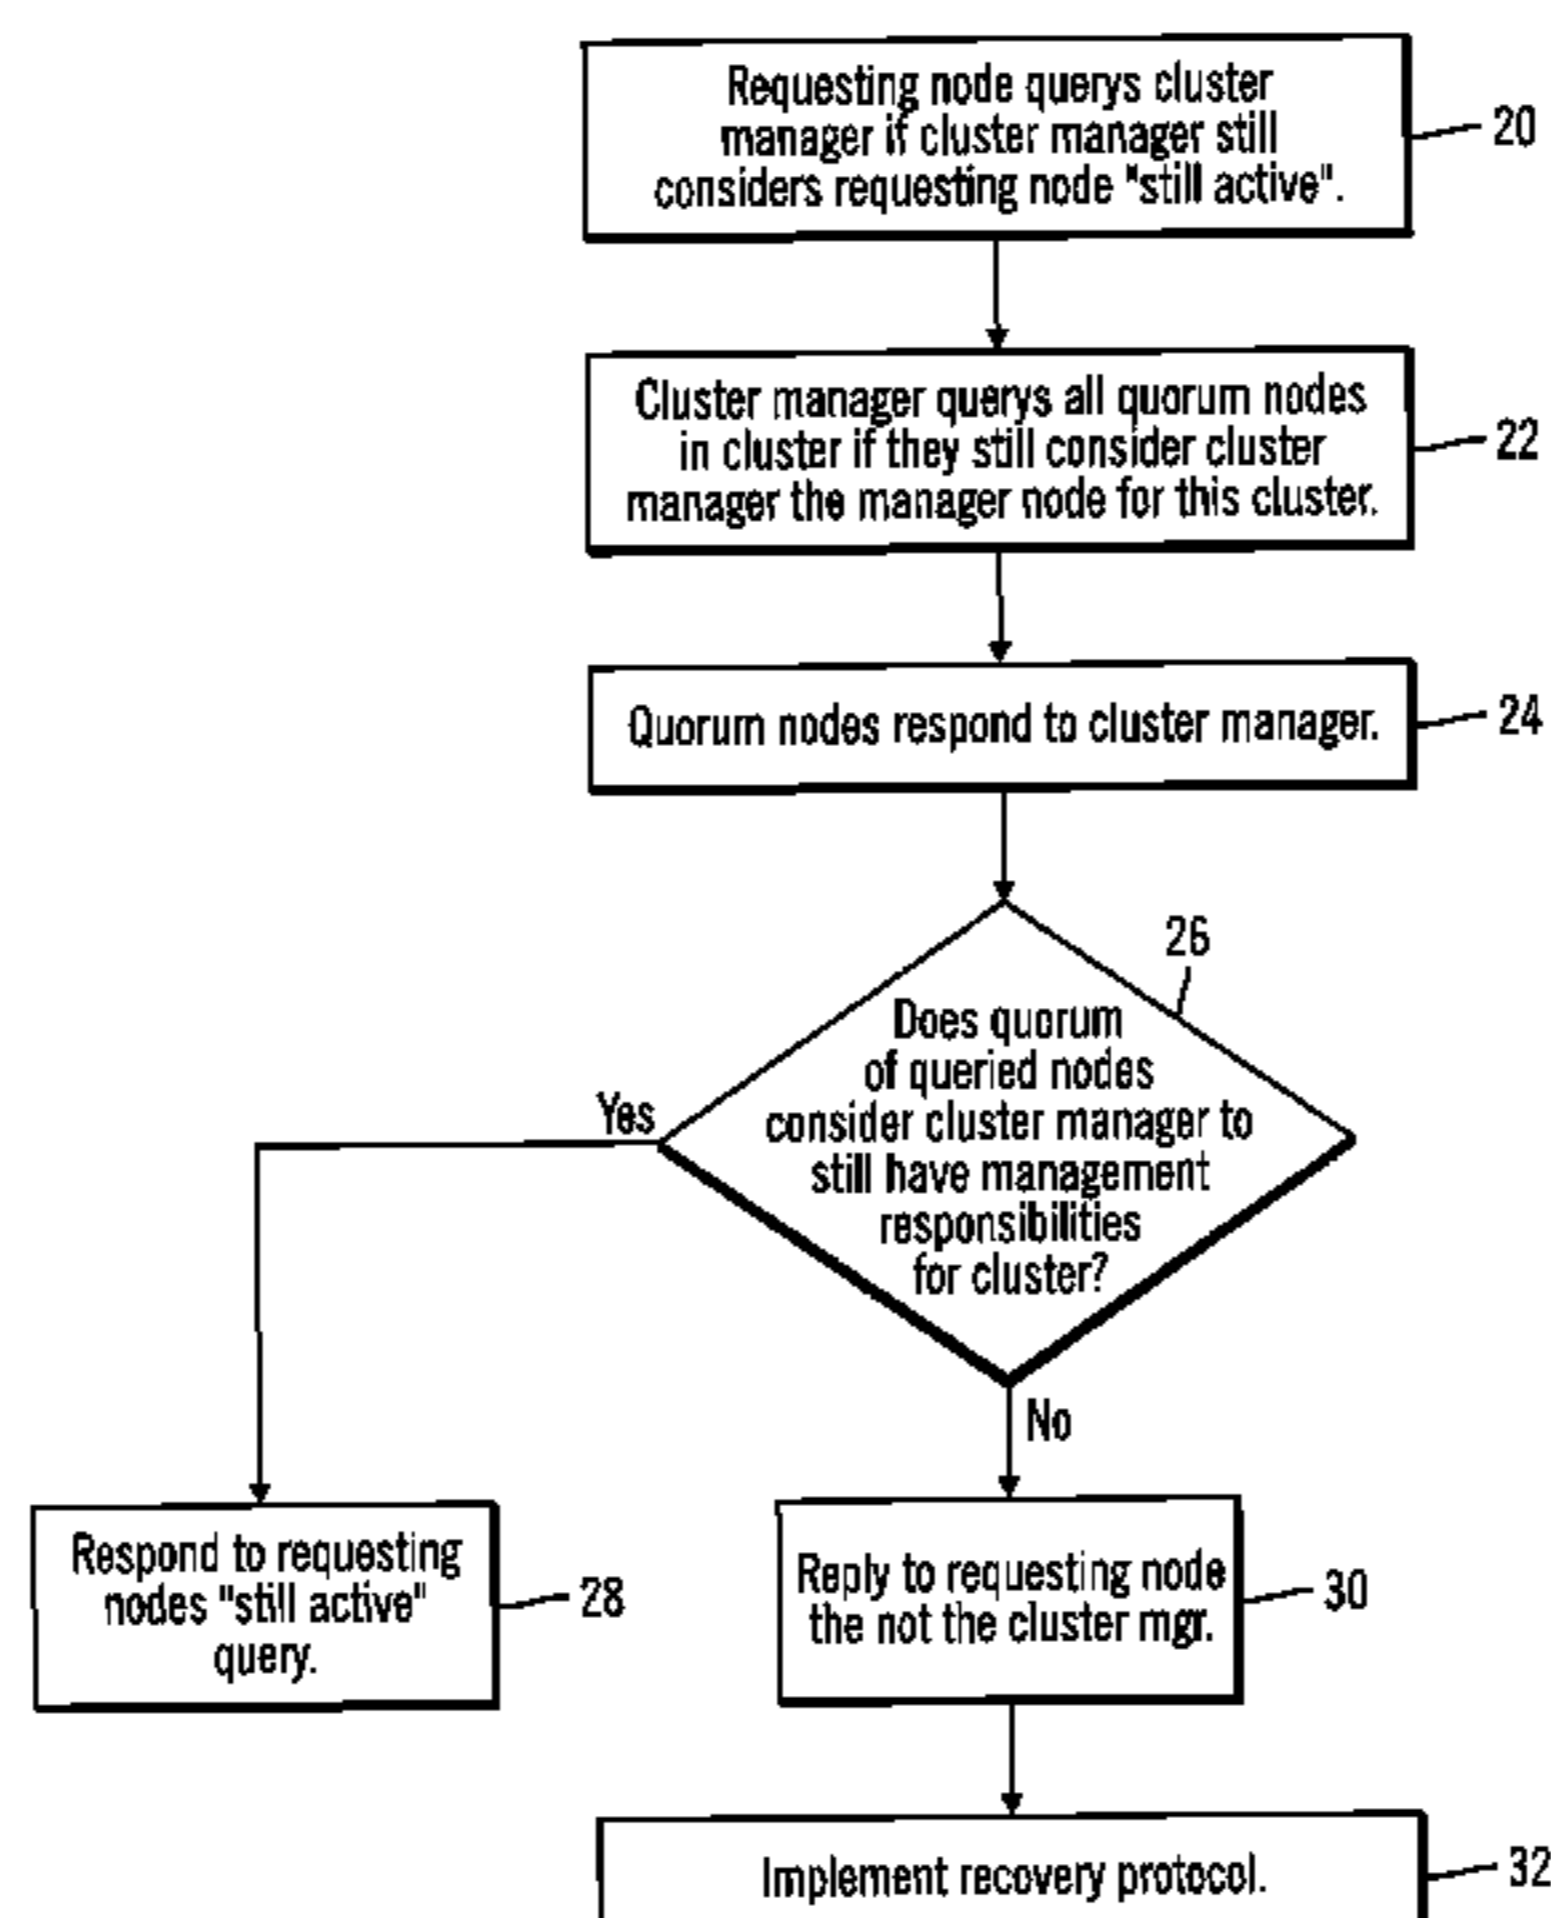 Requesting node querys cluster
manager if cluster manager still
considers requesting node "still active".
20
Cluster manager querys all quorum nodes
in cluster if they still consider cluster
manager the manager node for this cluster.
22
Quorum nodes respond to cluster manager.
24
26
Does quorum
of queried nodes
consider cluster manager to
still have management
responsibilities
for cluster?
Yes
No
Respond to requesting
nodes "still active"
query.
28
Reply to requesting node
the not the cluster mgr.
30
Implement recovery protocol.
32